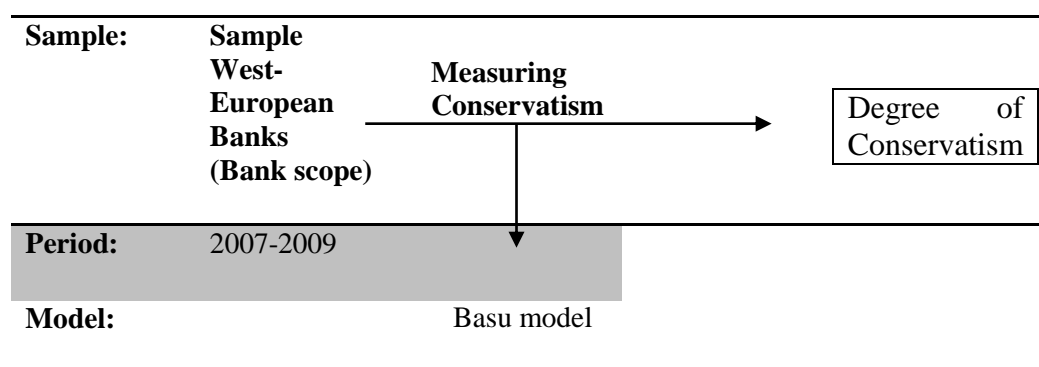 Sample:
Sample
West-
European
Banks
(Bank scope)
Measuring
Conservatism
Degree of
Conservatism
Period: 2007-2009
Model: Basu model